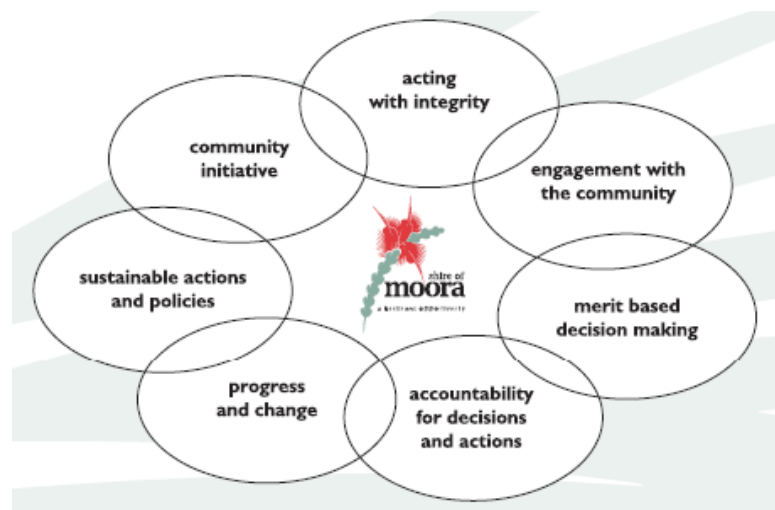 acting
with integrity
engagement with
the community
merit based
decision making
accountability
for decisions
and actions
progress
and change
sustainable actions
and policies
community
initiative
shire of
moora